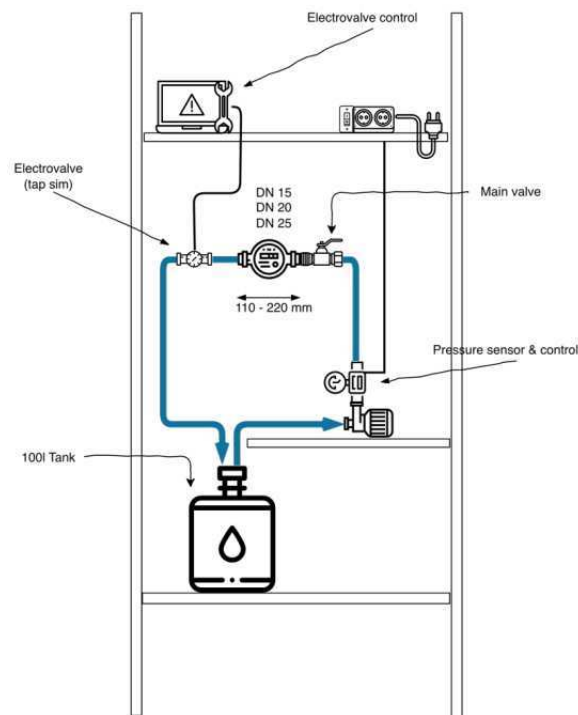 Electrovalve control
Electrovalve
(tap sim)
DN 15
DN 20
DN 25
Main valve
110 - 220 mm
Pressure sensor & control
100l Tank